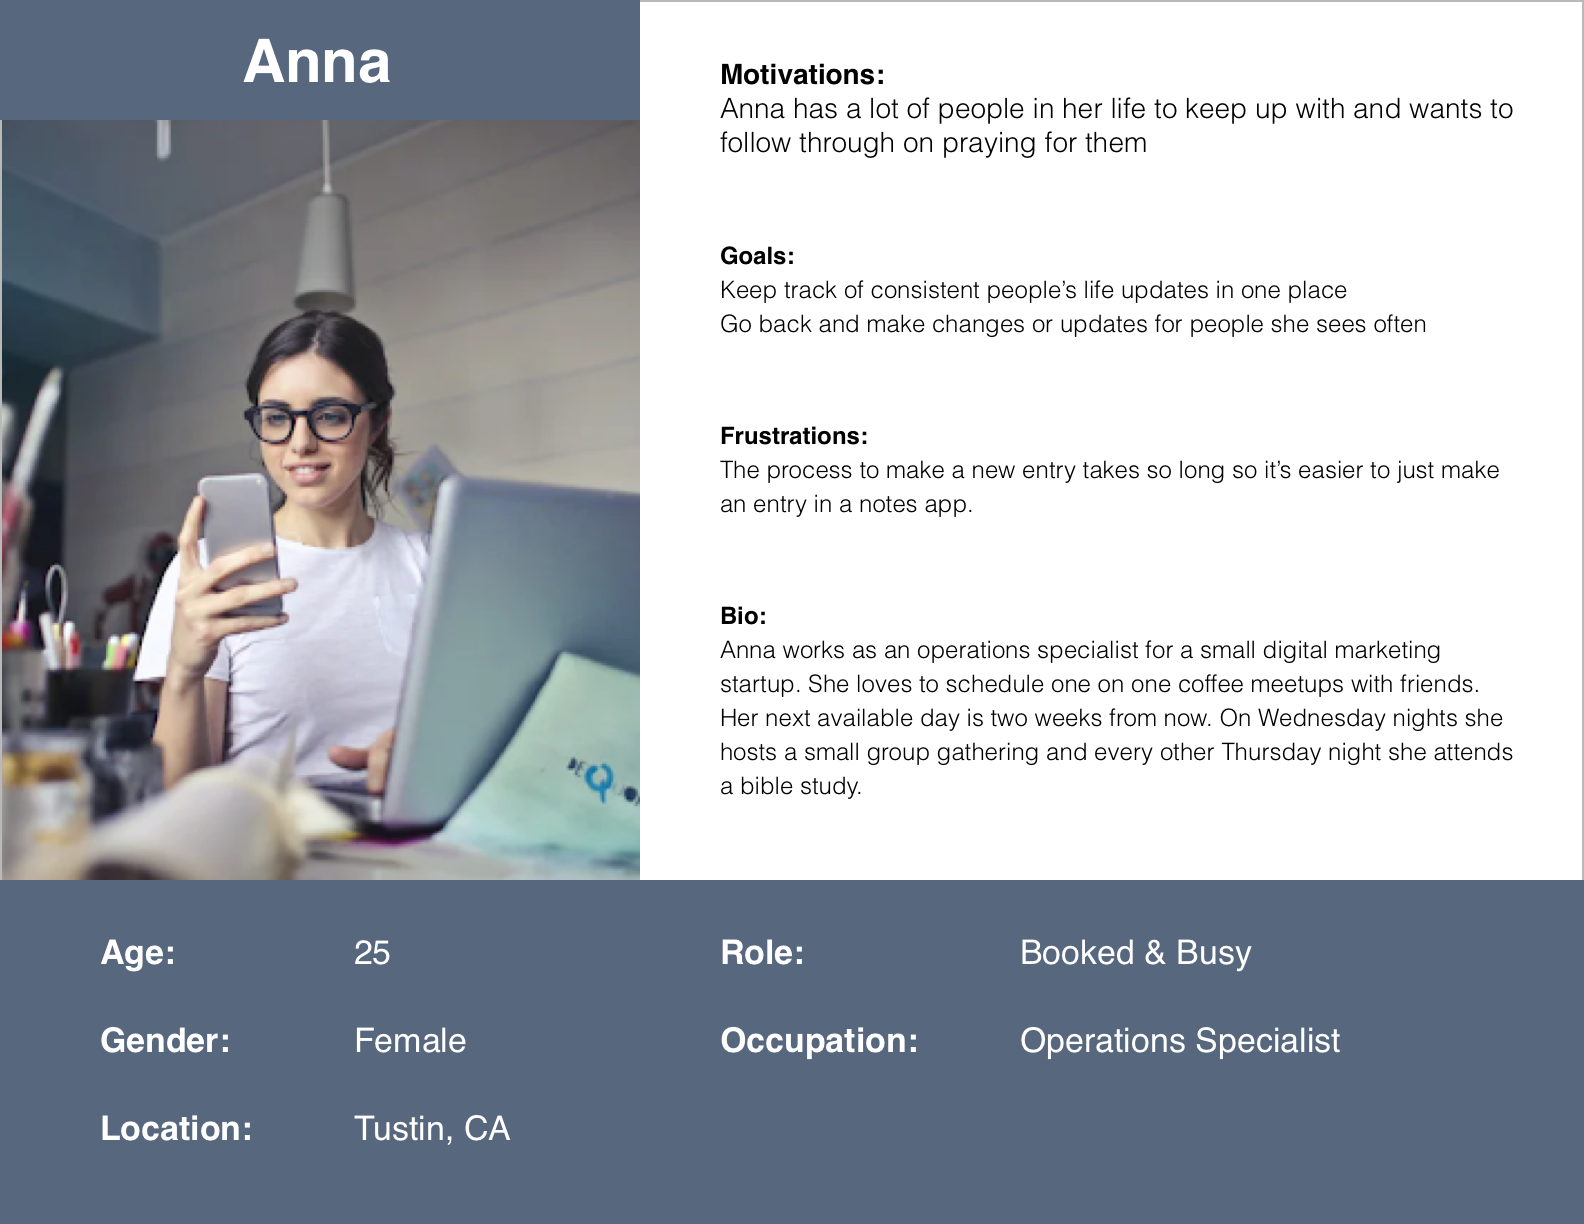 Anna
Motivations:
Anna has a lot of people in her life to keep up with and wants to
follow through on praying for them
Goals:
Keep track of consistent people’s life updates in one place
Go back and make changes or updates for people she sees often
Frustrations:
The process to make a new entry takes so long so it’s easier to just make
an entry in a notes app.
Bio:
Anna works as an operations specialist for a small digital marketing
startup. She loves to schedule one on one coffee meetups with friends.
Her next available day is two weeks from now. On Wednesday nights she
hosts a small group gathering and every other Thursday night she attends
a bible study.
Age: 25
Role: Booked & Busy
Gender: Female
Occupation: Operations Specialist
Location: Tustin, CA